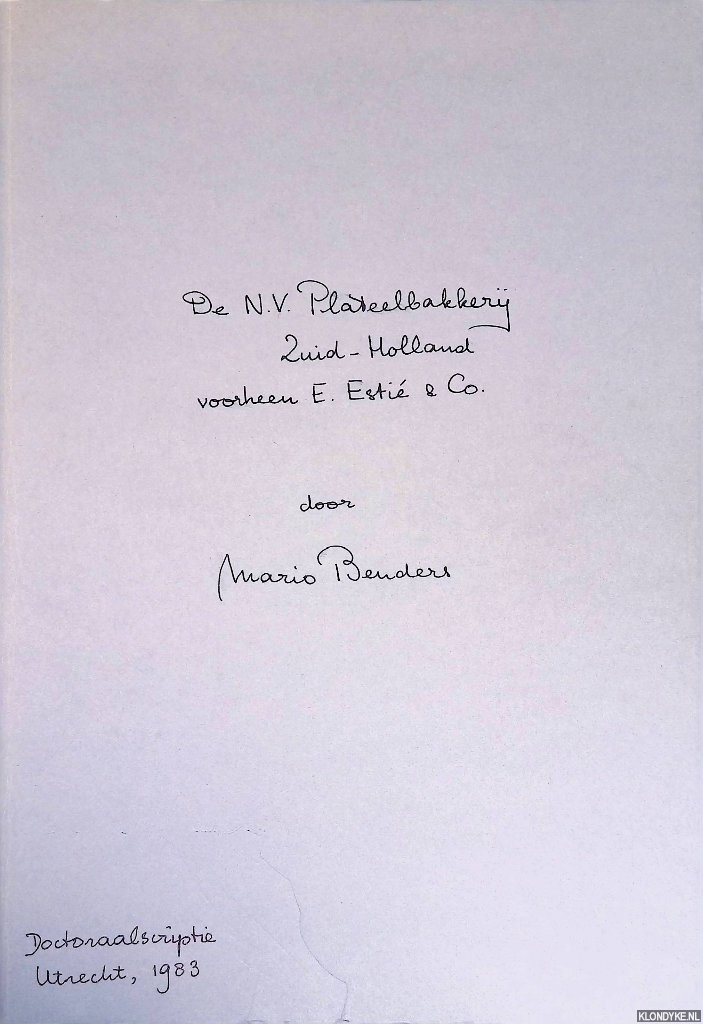 De N.V. Plateelbakkerij
Zuid-Holland
voorheen E. Estié & Co.
door
Mario Benders
Doctoraalscriptie
Utrecht, 1983
KLONDYKE.NL